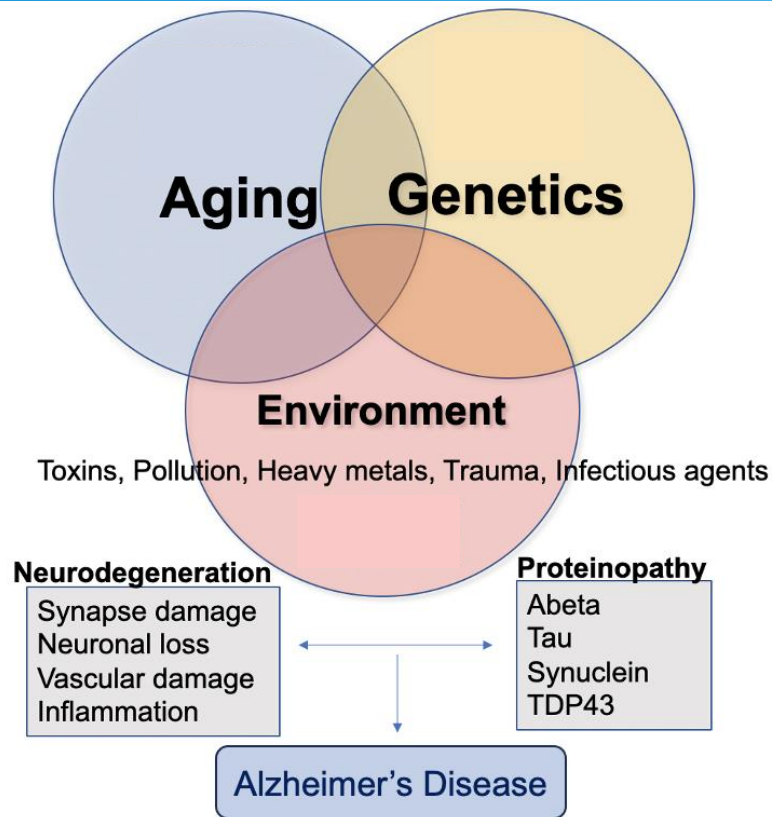 Aging
Genetics
Environment
Toxins, Pollution, Heavy metals, Trauma, Infectious agents
Neurodegeneration
Synapse damage
Neuronal loss
Vascular damage
Inflammation
Proteinopathy
Abeta
Tau
Synuclein
TDP43
Alzheimer's Disease